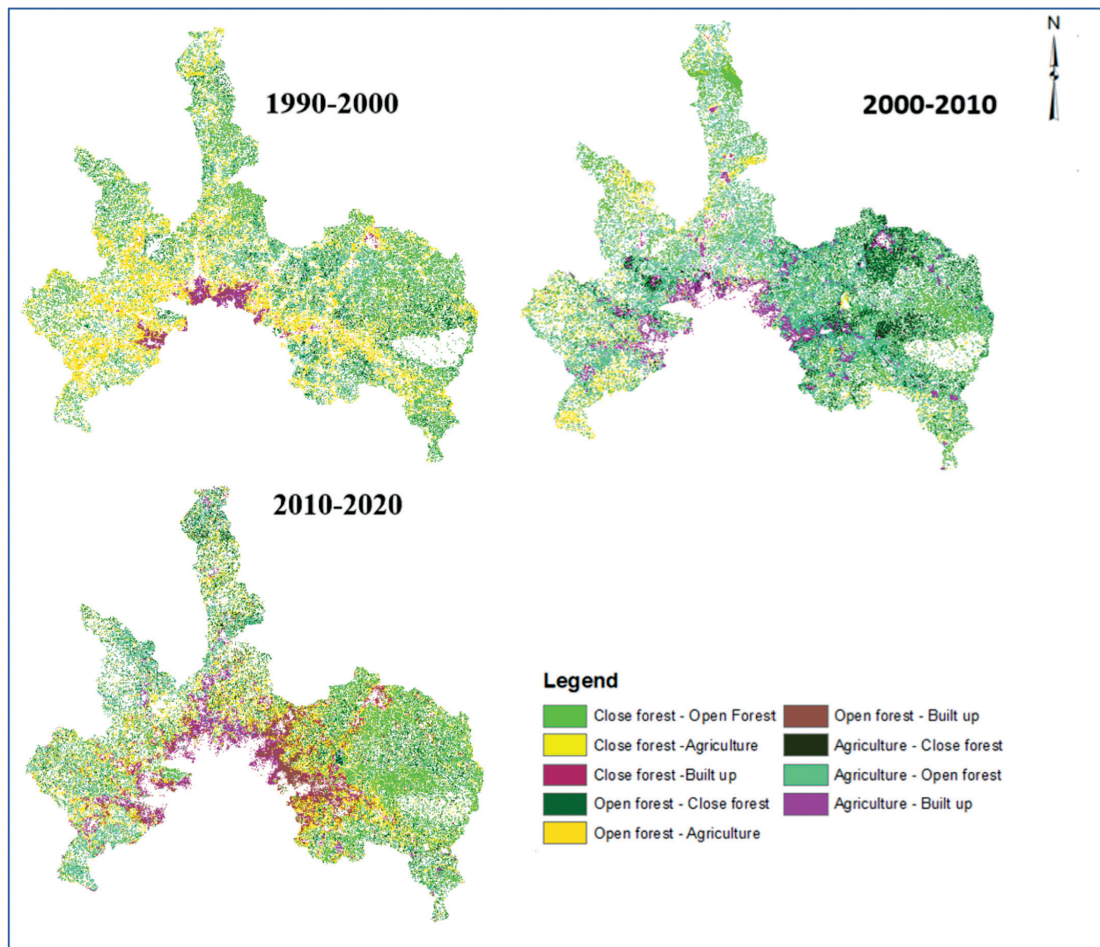 N
1990-2000
2000-2010
2010-2020
Legend
Close forest - Open Forest
Close forest -Agriculture
Close forest -Built up
Open forest - Close forest
Open forest - Agriculture
Open forest - Built up
Agriculture - Close forest
Agriculture - Open forest
Agriculture - Built up